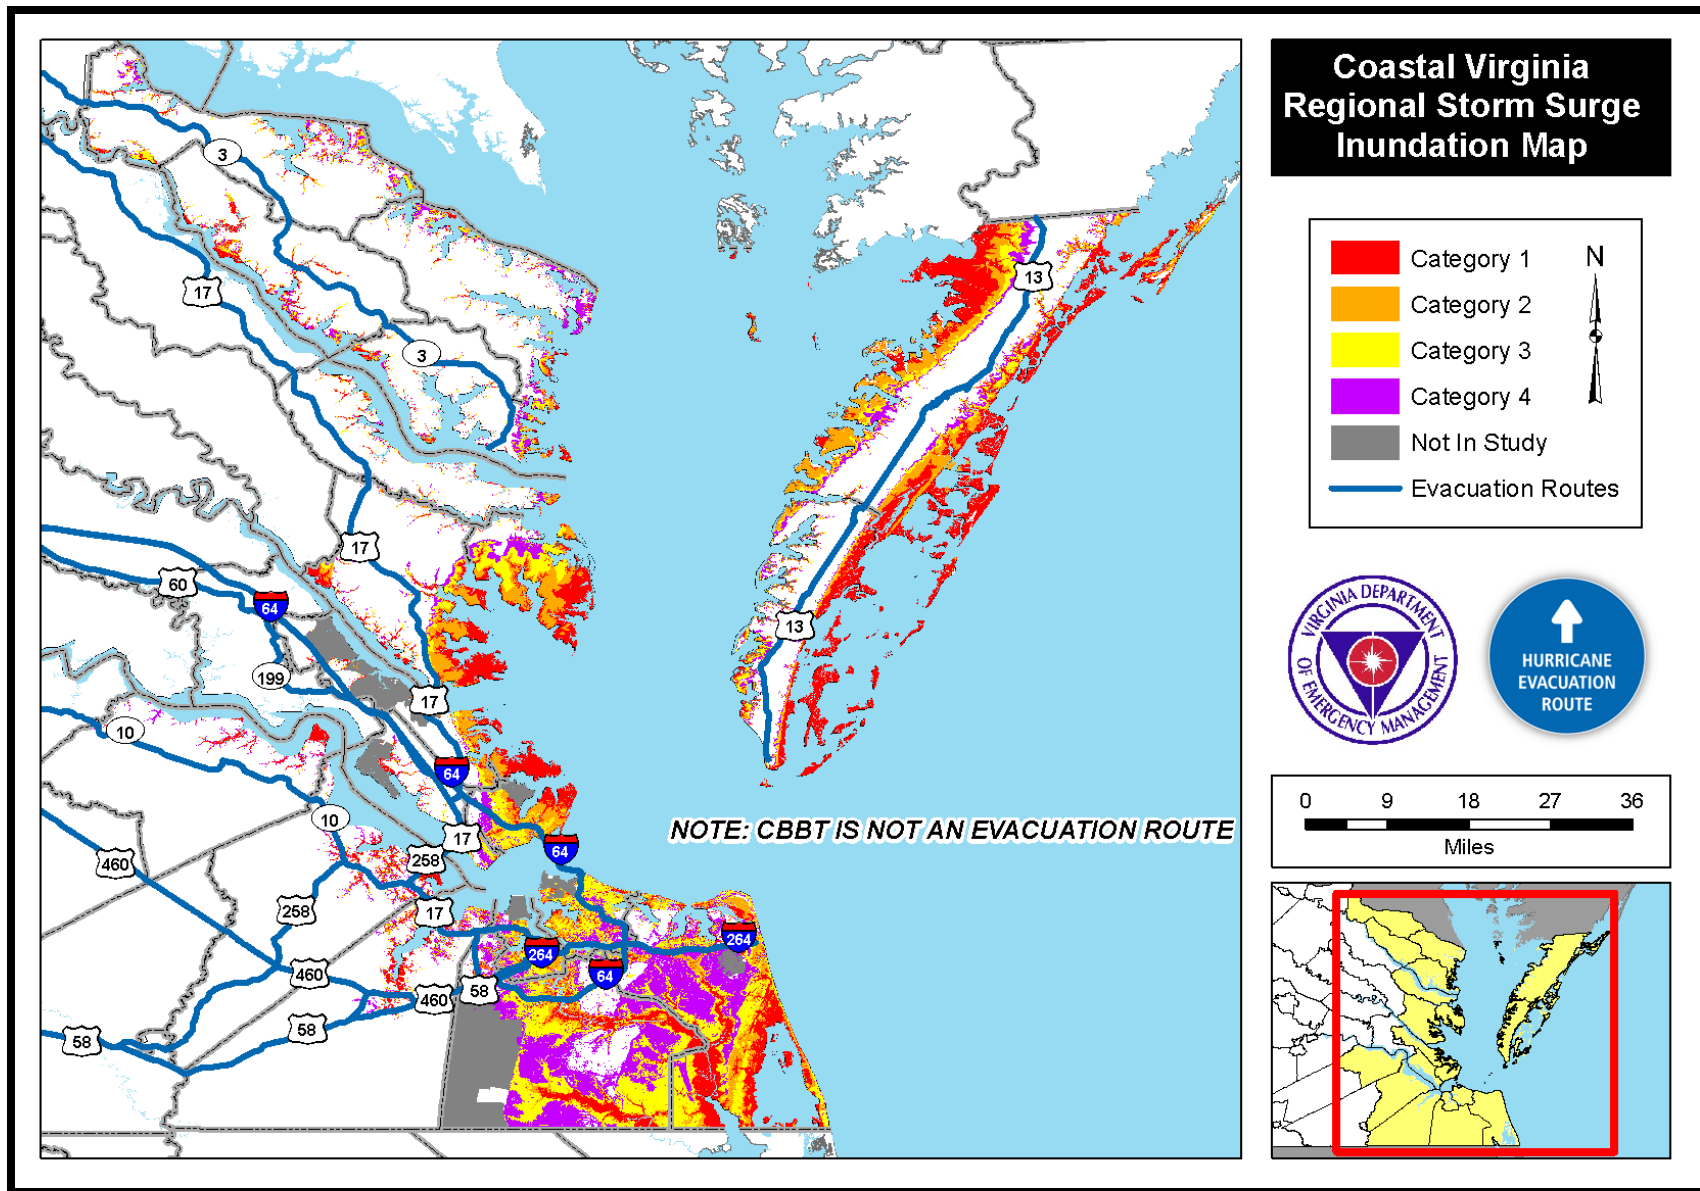 Coastal Virginia
Regional Storm Surge
Inundation Map
Category 1
Category 2
Category 3
Category 4
Not In Study
Evacuation Routes
N
VIRGINIA DEPARTMENT
OF EMERGENCY MANAGEMENT
HURRICANE
EVACUATION
ROUTE
0 9 18 27 36
Miles
NOTE: CBBT IS NOT AN EVACUATION ROUTE
3
17
13
3
17
60
64
13
199
17
10
64
10
17
258
64
460
258
17
264
264
64
460
460
58
58
58